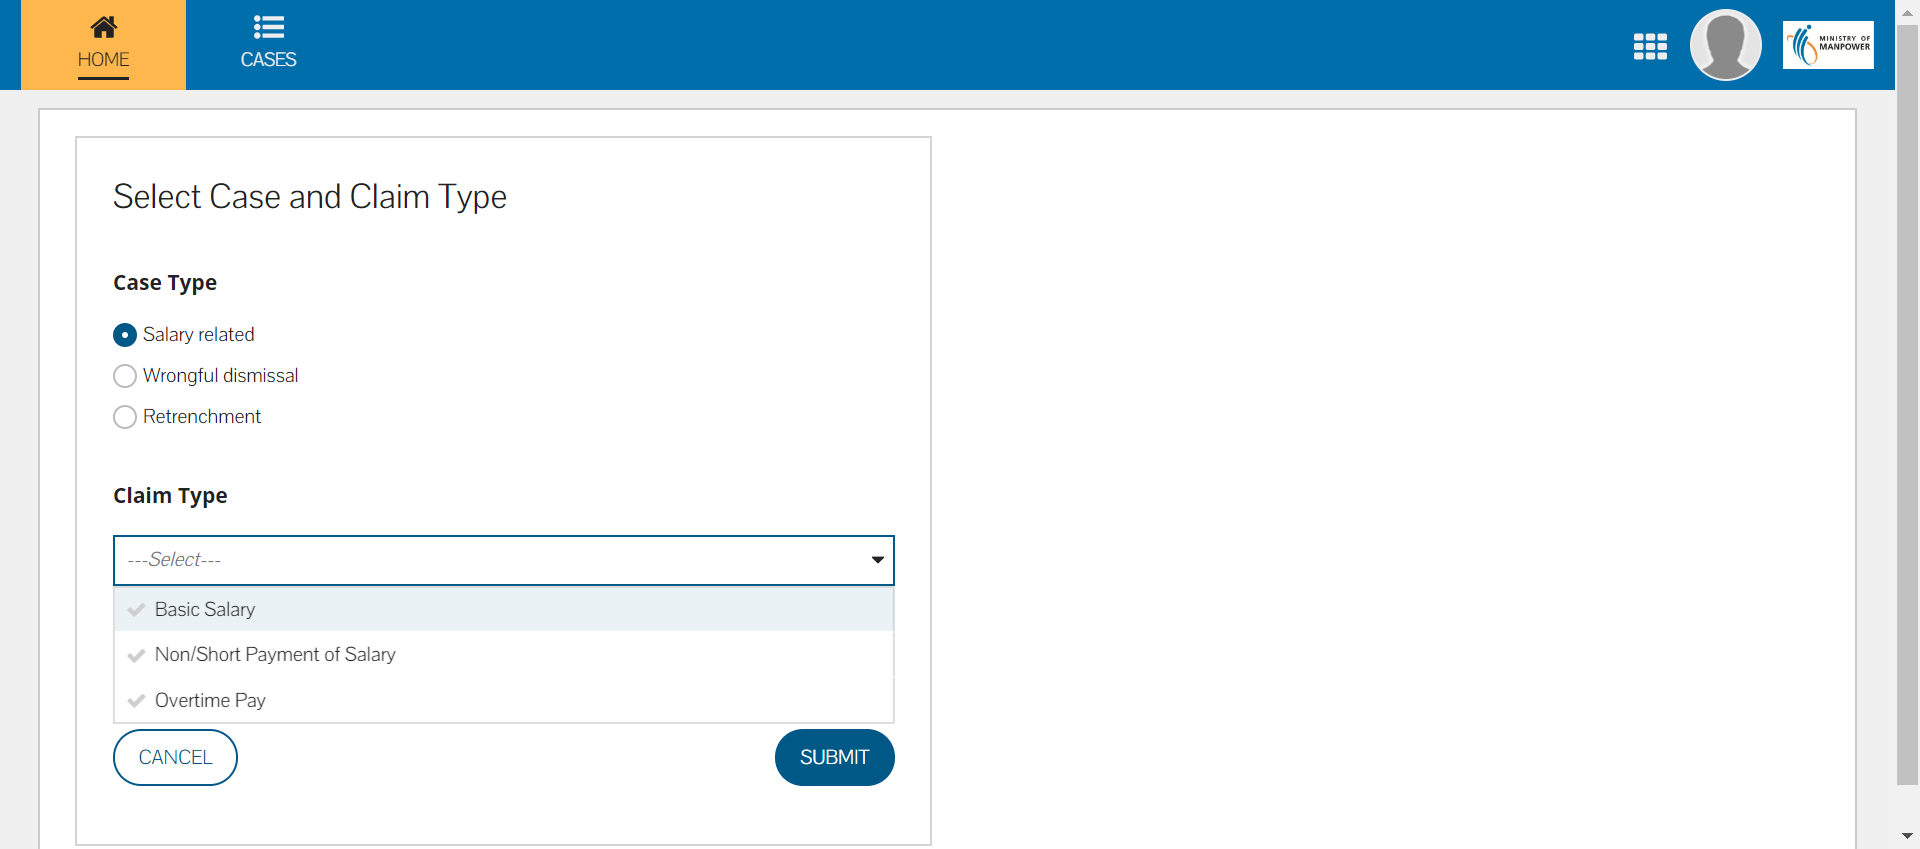 HOME
CASES
MINISTRY OF
MANPOWER
Select Case and Claim Type
Case Type
Salary related
Wrongful dismissal
Retrenchment
Claim Type
---Select---
Basic Salary
Non/Short Payment of Salary
Overtime Pay
CANCEL
SUBMIT